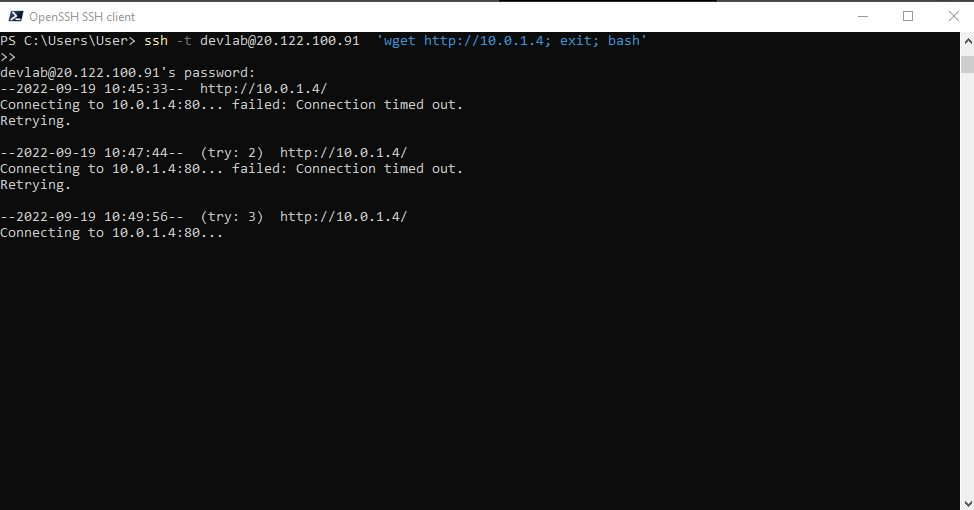 OpenSSH SSH client
PS C:\Users\User> ssh -t devlab@20.122.100.91  'wget http://10.0.1.4; exit; bash'
>>
devlab@20.122.100.91's password:
--2022-09-19 10:45:33--  http://10.0.1.4/
Connecting to 10.0.1.4:80... failed: Connection timed out.
Retrying.

--2022-09-19 10:47:44--  (try: 2)  http://10.0.1.4/
Connecting to 10.0.1.4:80... failed: Connection timed out.
Retrying.

--2022-09-19 10:49:56--  (try: 3)  http://10.0.1.4/
Connecting to 10.0.1.4:80...